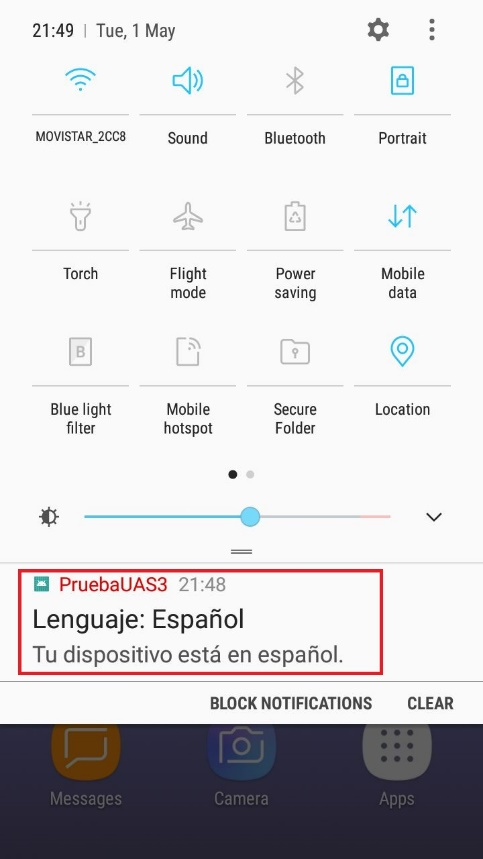 21:49 | Tue, 1 May
MOVISTAR_2CC8 Sound Bluetooth Portrait
Torch Flight mode Power saving Mobile data
B
Blue light filter Mobile hotspot Secure Folder Location
PruebaUAS3 21:48
Lenguaje: Español
Tu dispositivo está en español.
BLOCK NOTIFICATIONS CLEAR
Messages Camera Apps